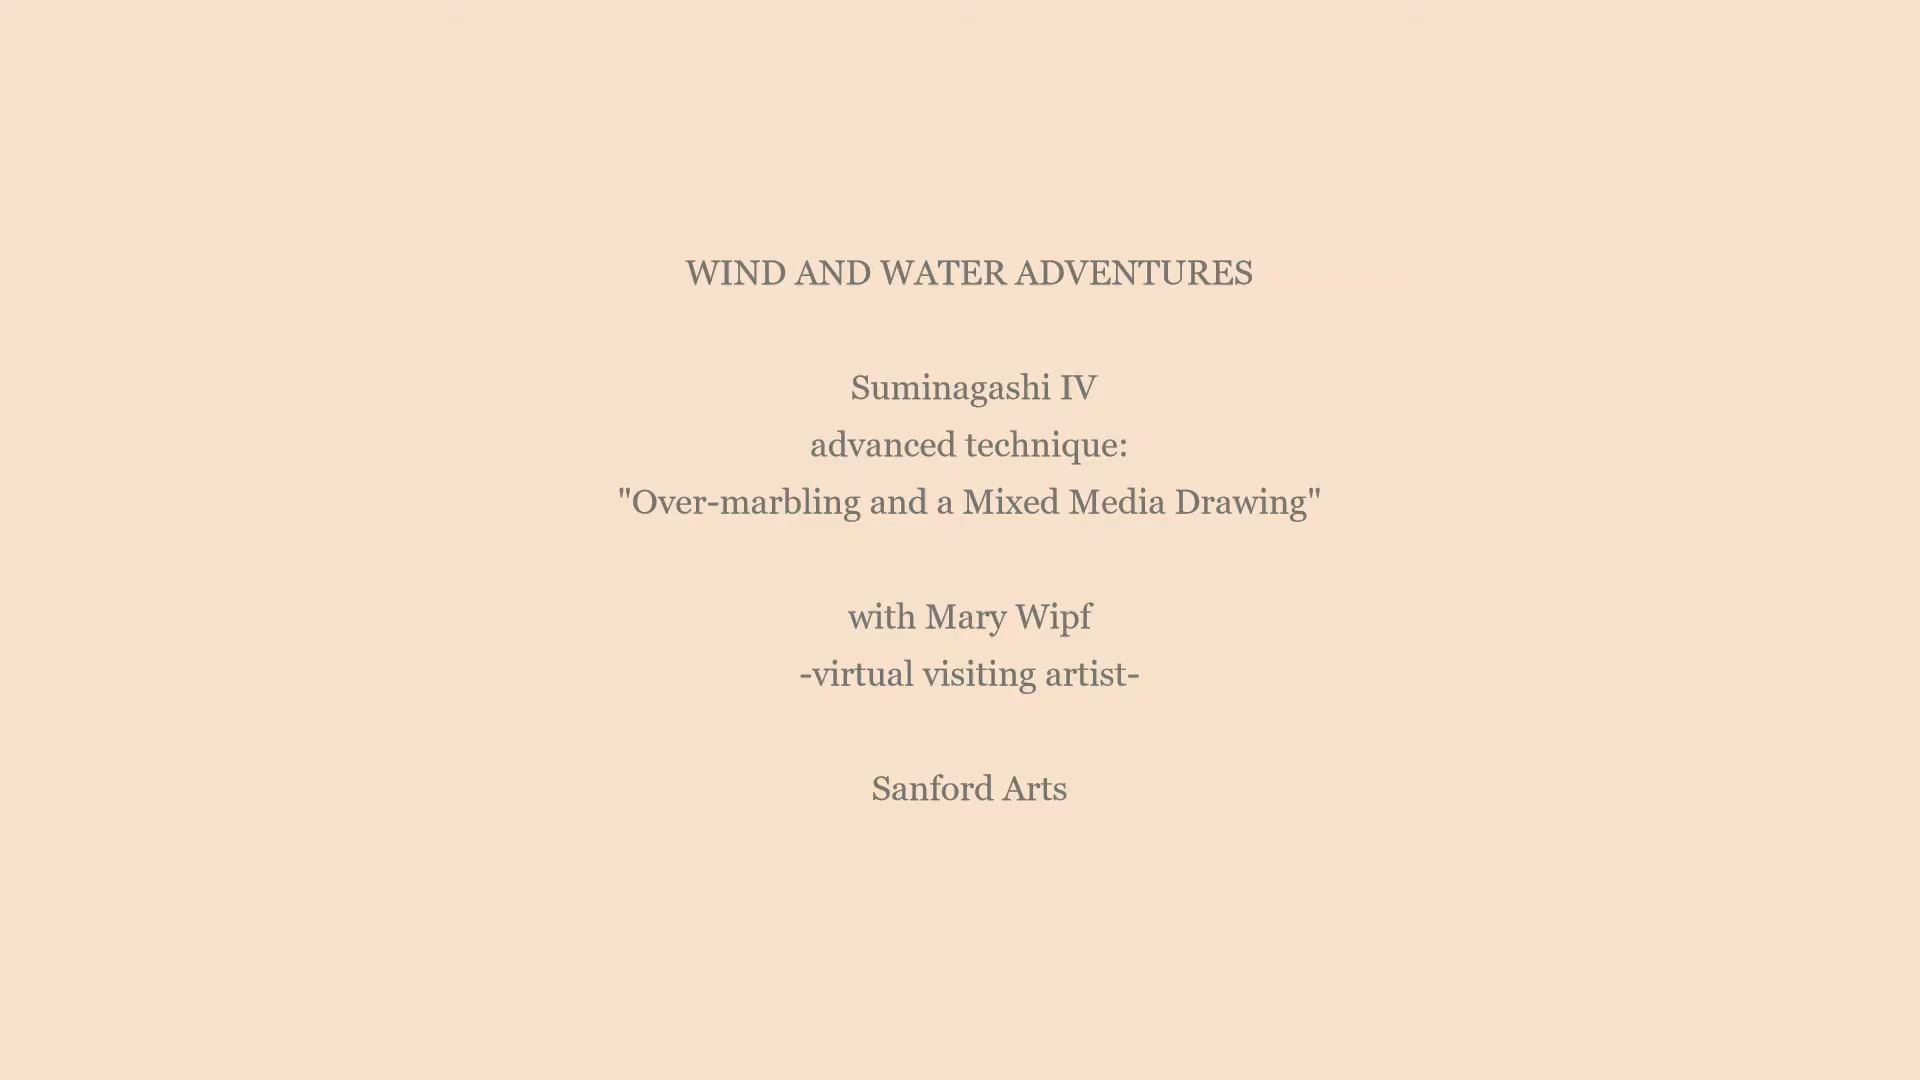 WIND AND WATER ADVENTURES
Suminagashi IV
advanced technique:
"Over-marbling and a Mixed Media Drawing"
with Mary Wipf
-virtual visiting artist-
Sanford Arts